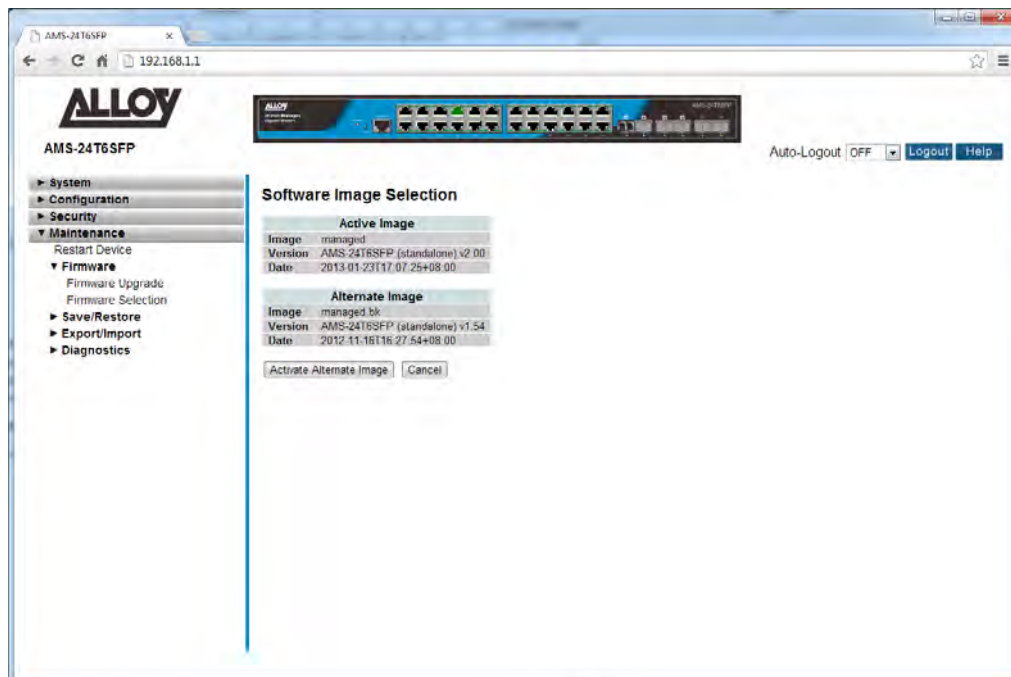 AMS-24T6SFP
192.168.1.1
ALLOY
ALLOY
AMS-24T6SFP
Auto-Logout OFF Logout Help
System
Configuration
Security
Maintenance
Restart Device
Firmware
Firmware Upgrade
Firmware Selection
Save/Restore
Export/Import
Diagnostics
Software Image Selection
Active Image
Image managed
Version AMS-24T6SFP (standalone) v2.00
Date 2013-01-23T17:07:25+08:00
Alternate Image
Image managed.bk
Version AMS-24T6SFP (standalone) v1.54
Date 2012-11-16T16:27:54+08:00
Activate Alternate Image Cancel